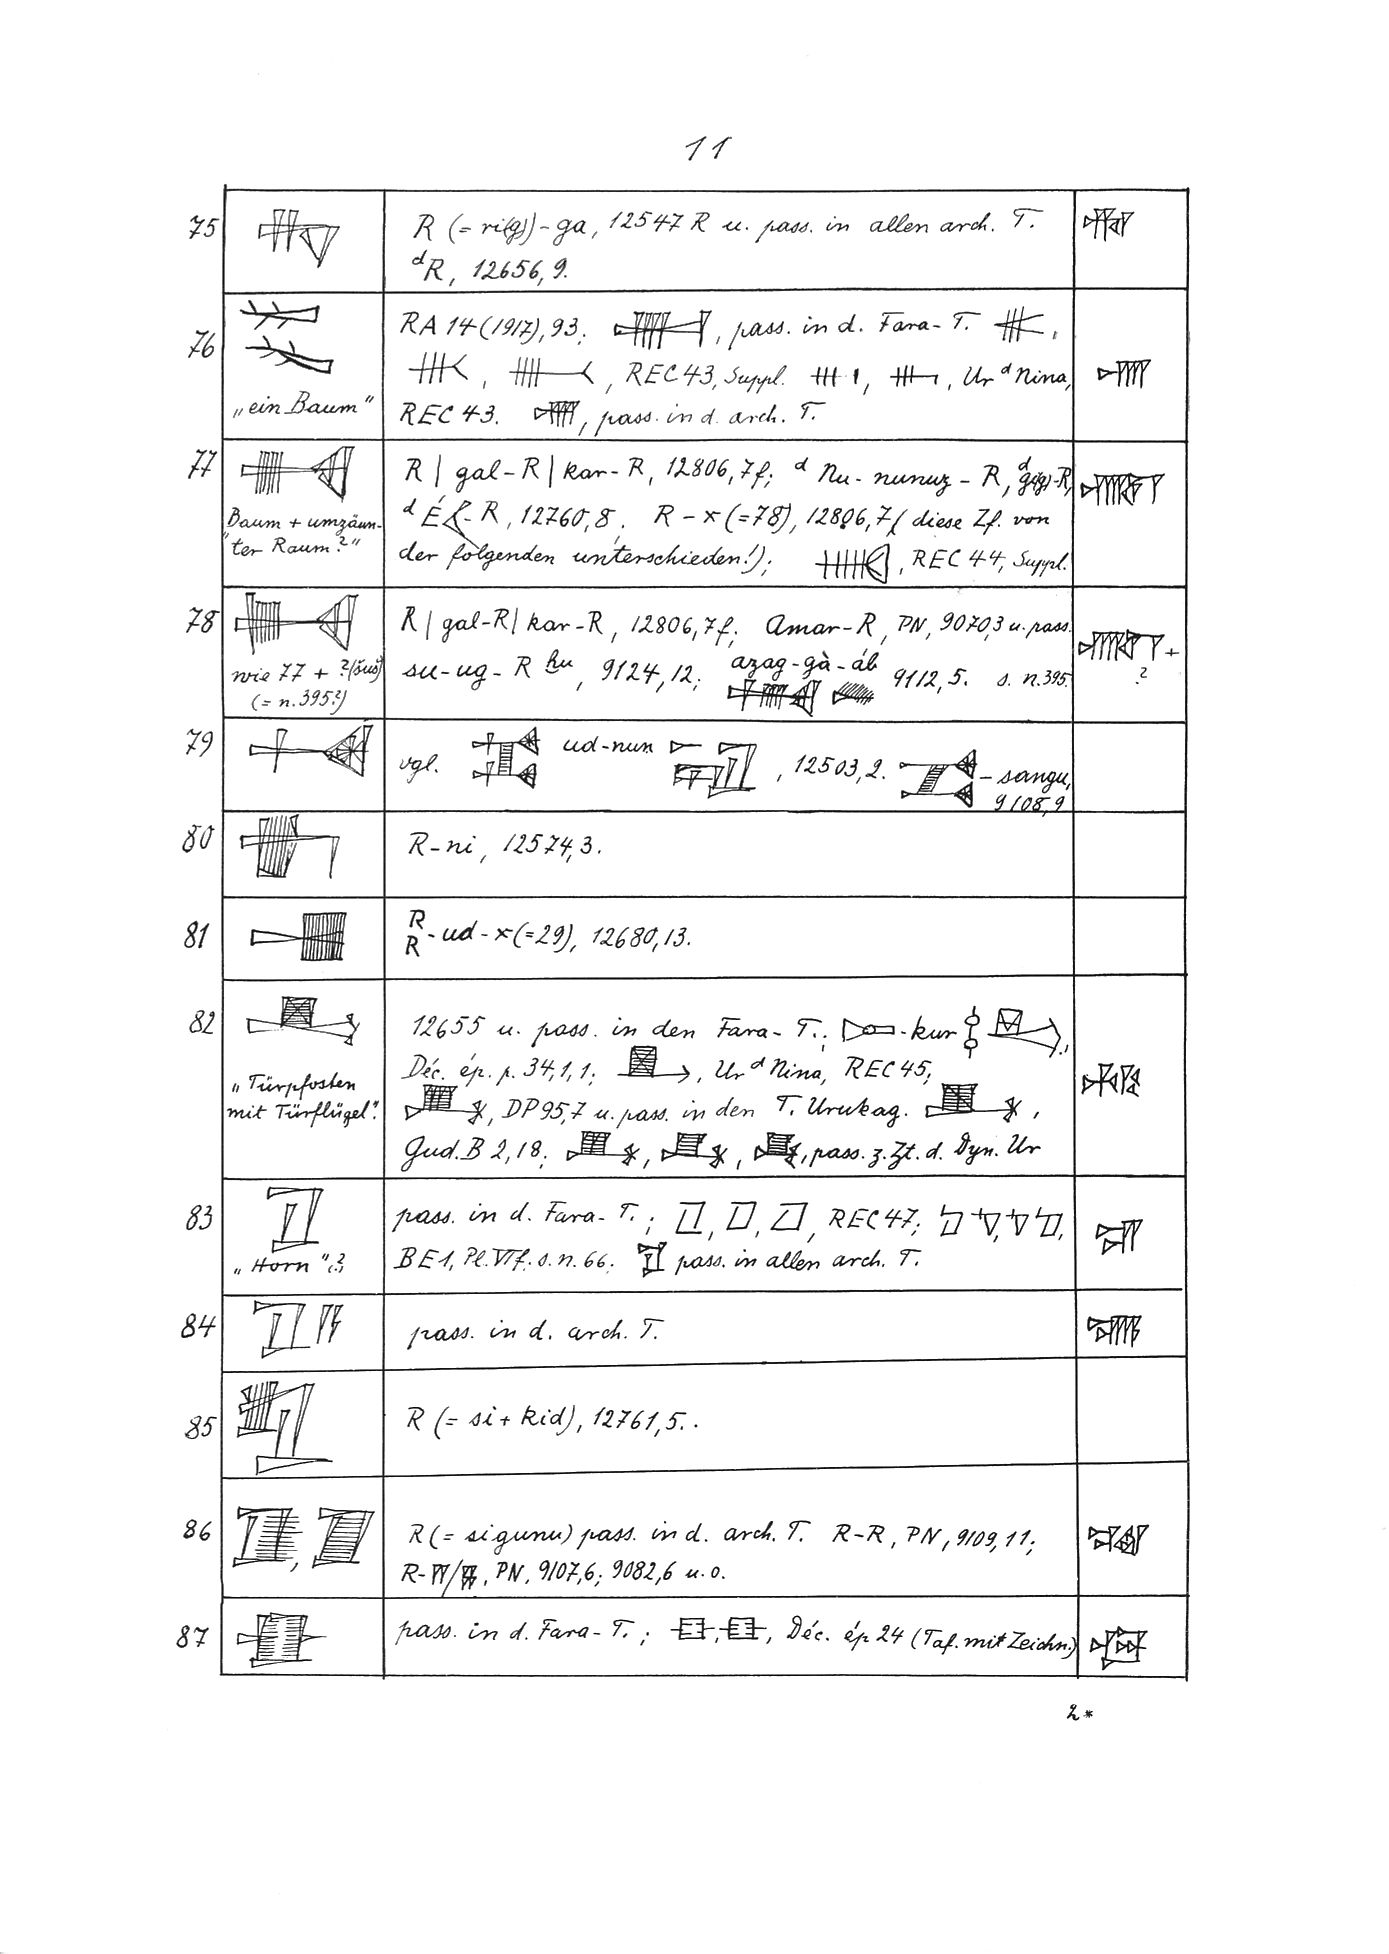 11
75
R (= ri(g))-ga, 12547 R u. pass. in allen arch. T.
ᵈR, 12656,9.
76
„ein Baum“
RA 14 (1917), 93; , pass. in d. Fara-T. ,
, , REC 43, Suppl. , , Ur ᵈ Nina,
REC 43. , pass. in d. arch. T.
77
Baum + umzäun-
„ter Raum?“
R | gal-R | kar-R, 12806,7f; ᵈ Nu-nunuz-R,
ᵈ É -R, 12760,8. R-x (=78), 12806,7 (diese Zf. von
der folgenden unterschieden!); , REC 44, Suppl.
78
wie 77 + ?(šuš)
(= n. 395?)
R | gal-R | kar-R, 12806,7f; Amar-R, PN, 9070,3 u. pass.
su-ug-R ḫu, 9124,12; azag-gà-áb 9112,5. s. n. 395.
79
vgl. ud-nun , 12503,2. -sangu,
9108,9
80
R-ni, 12574,3.
81
R
R -ud-x (=29), 12680,13.
82
„Türpfosten
mit Türflügel“.
12655 u. pass. in den Fara-T.; -kur ,
Déc. ép. p. 34,1,1; , Ur ᵈ Nina, REC 45;
, DP 95,7 u. pass. in den T. Urukag. ,
Gud. B 2,18; , , , pass. z. Zt. d. Dyn. Ur
83
„Horn“(?)
pass. in d. Fara-T.; , , , REC 47; , , , ,
BE 1, Pl. VI f. s. n. 66. pass. in allen arch. T.
84
pass. in d. arch. T.
85
R (= si + kid), 12761,5.
86
R (= sigunu) pass. in d. arch. T. R-R, PN, 9109,11;
R- / , PN, 9107,6; 9082,6 u. o.
87
pass. in d. Fara-T.; , , Déc. ép 24 (Taf. mit Zeichn.)
2*